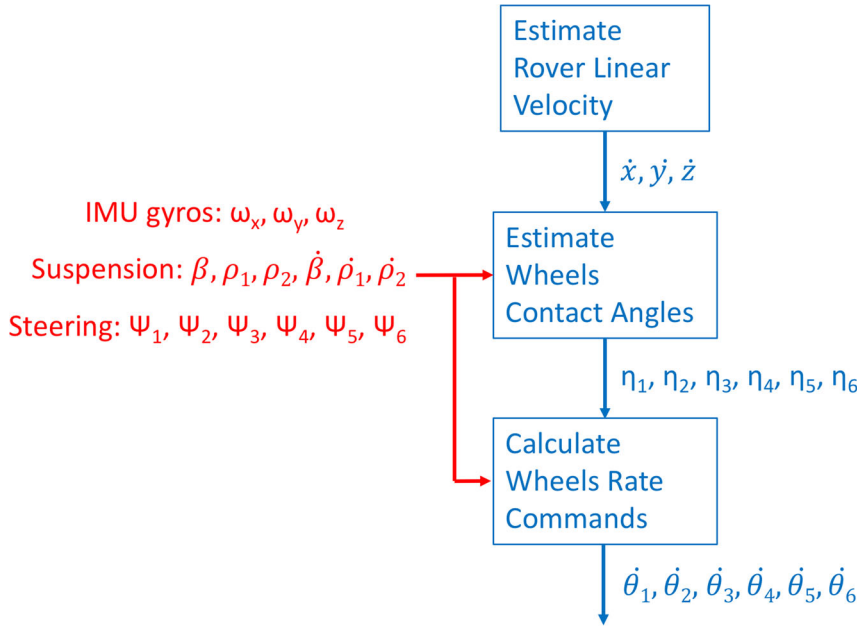 Estimate
Rover Linear
Velocity
ẋ, ẏ, ż
IMU gyros: ωₓ, ω_y, ω_z
Suspension: β, ρ₁, ρ₂, β̇, ρ̇₁, ρ̇₂
Steering: Ψ₁, Ψ₂, Ψ₃, Ψ₄, Ψ₅, Ψ₆
Estimate
Wheels
Contact Angles
η₁, η₂, η₃, η₄, η₅, η₆
Calculate
Wheels Rate
Commands
θ̇₁, θ̇₂, θ̇₃, θ̇₄, θ̇₅, θ̇₆